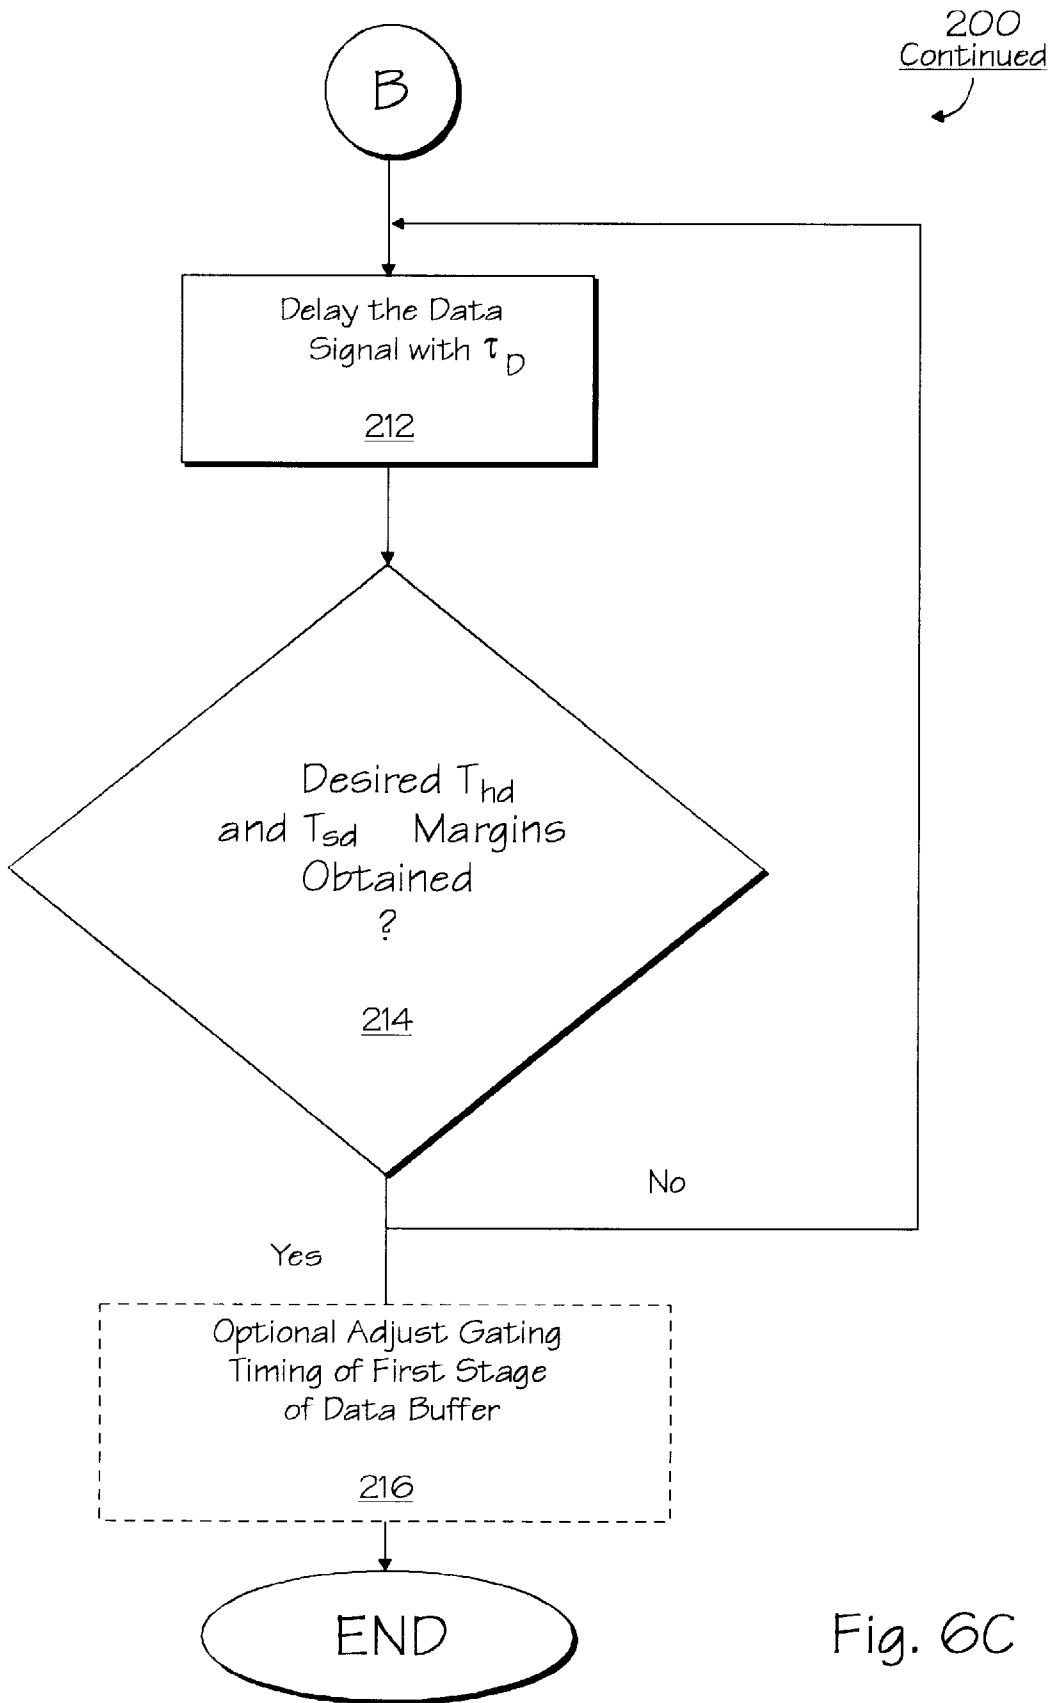 200
Continued
B
Delay the Data
Signal with τD
212
Desired Thd
and Tsd Margins
Obtained
?
214
No
Yes
Optional Adjust Gating
Timing of First Stage
of Data Buffer
216
END
Fig. 6C